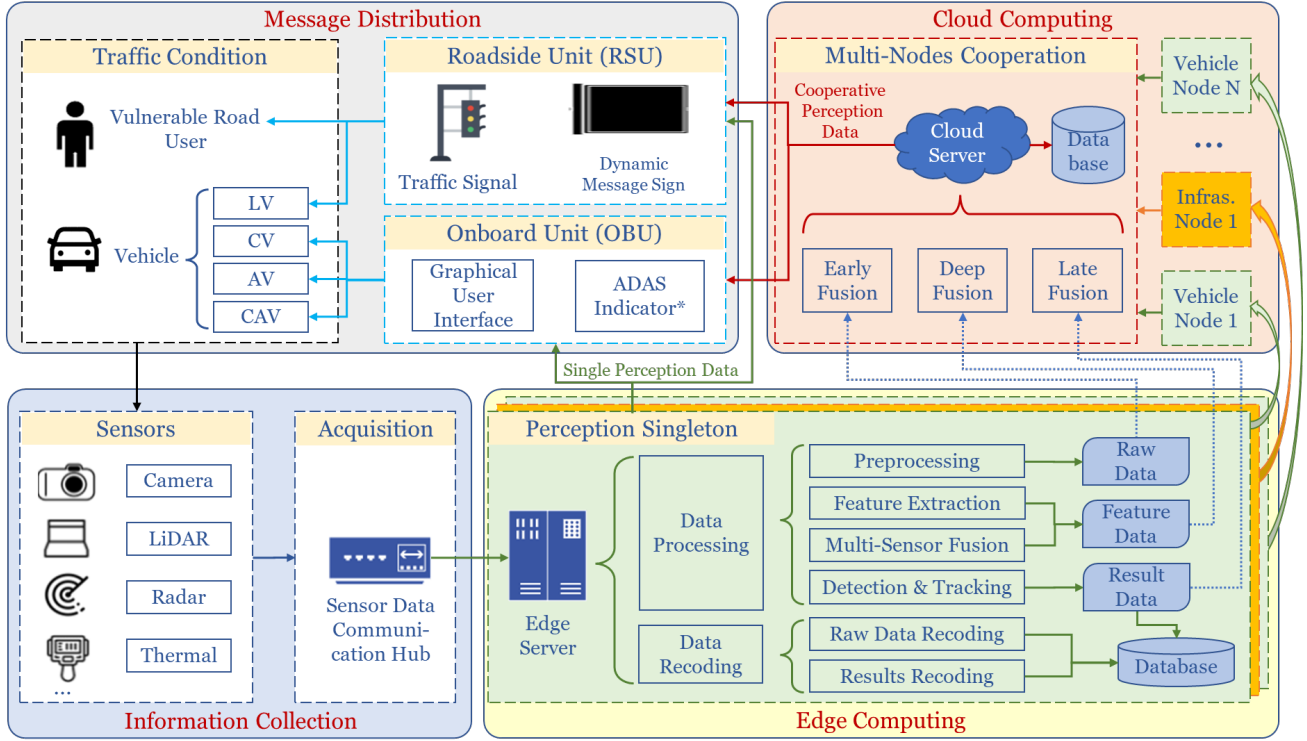 Message Distribution
Traffic Condition
Vulnerable Road
User
Vehicle
LV
CV
AV
CAV
Roadside Unit (RSU)
Traffic Signal
Dynamic
Message Sign
Onboard Unit (OBU)
Graphical
User
Interface
ADAS
Indicator*
Cloud Computing
Multi-Nodes Cooperation
Cooperative
Perception
Data
Cloud
Server
Data
base
Early
Fusion
Deep
Fusion
Late
Fusion
Vehicle
Node N
...
Infras.
Node 1
Vehicle
Node 1
Single Perception Data
Sensors
Camera
LiDAR
Radar
Thermal
...
Acquisition
Sensor Data
Communi-
cation Hub
Information Collection
Perception Singleton
Edge
Server
Data
Processing
Data
Recoding
Preprocessing
Feature Extraction
Multi-Sensor Fusion
Detection & Tracking
Raw Data Recoding
Results Recoding
Raw
Data
Feature
Data
Result
Data
Database
Edge Computing